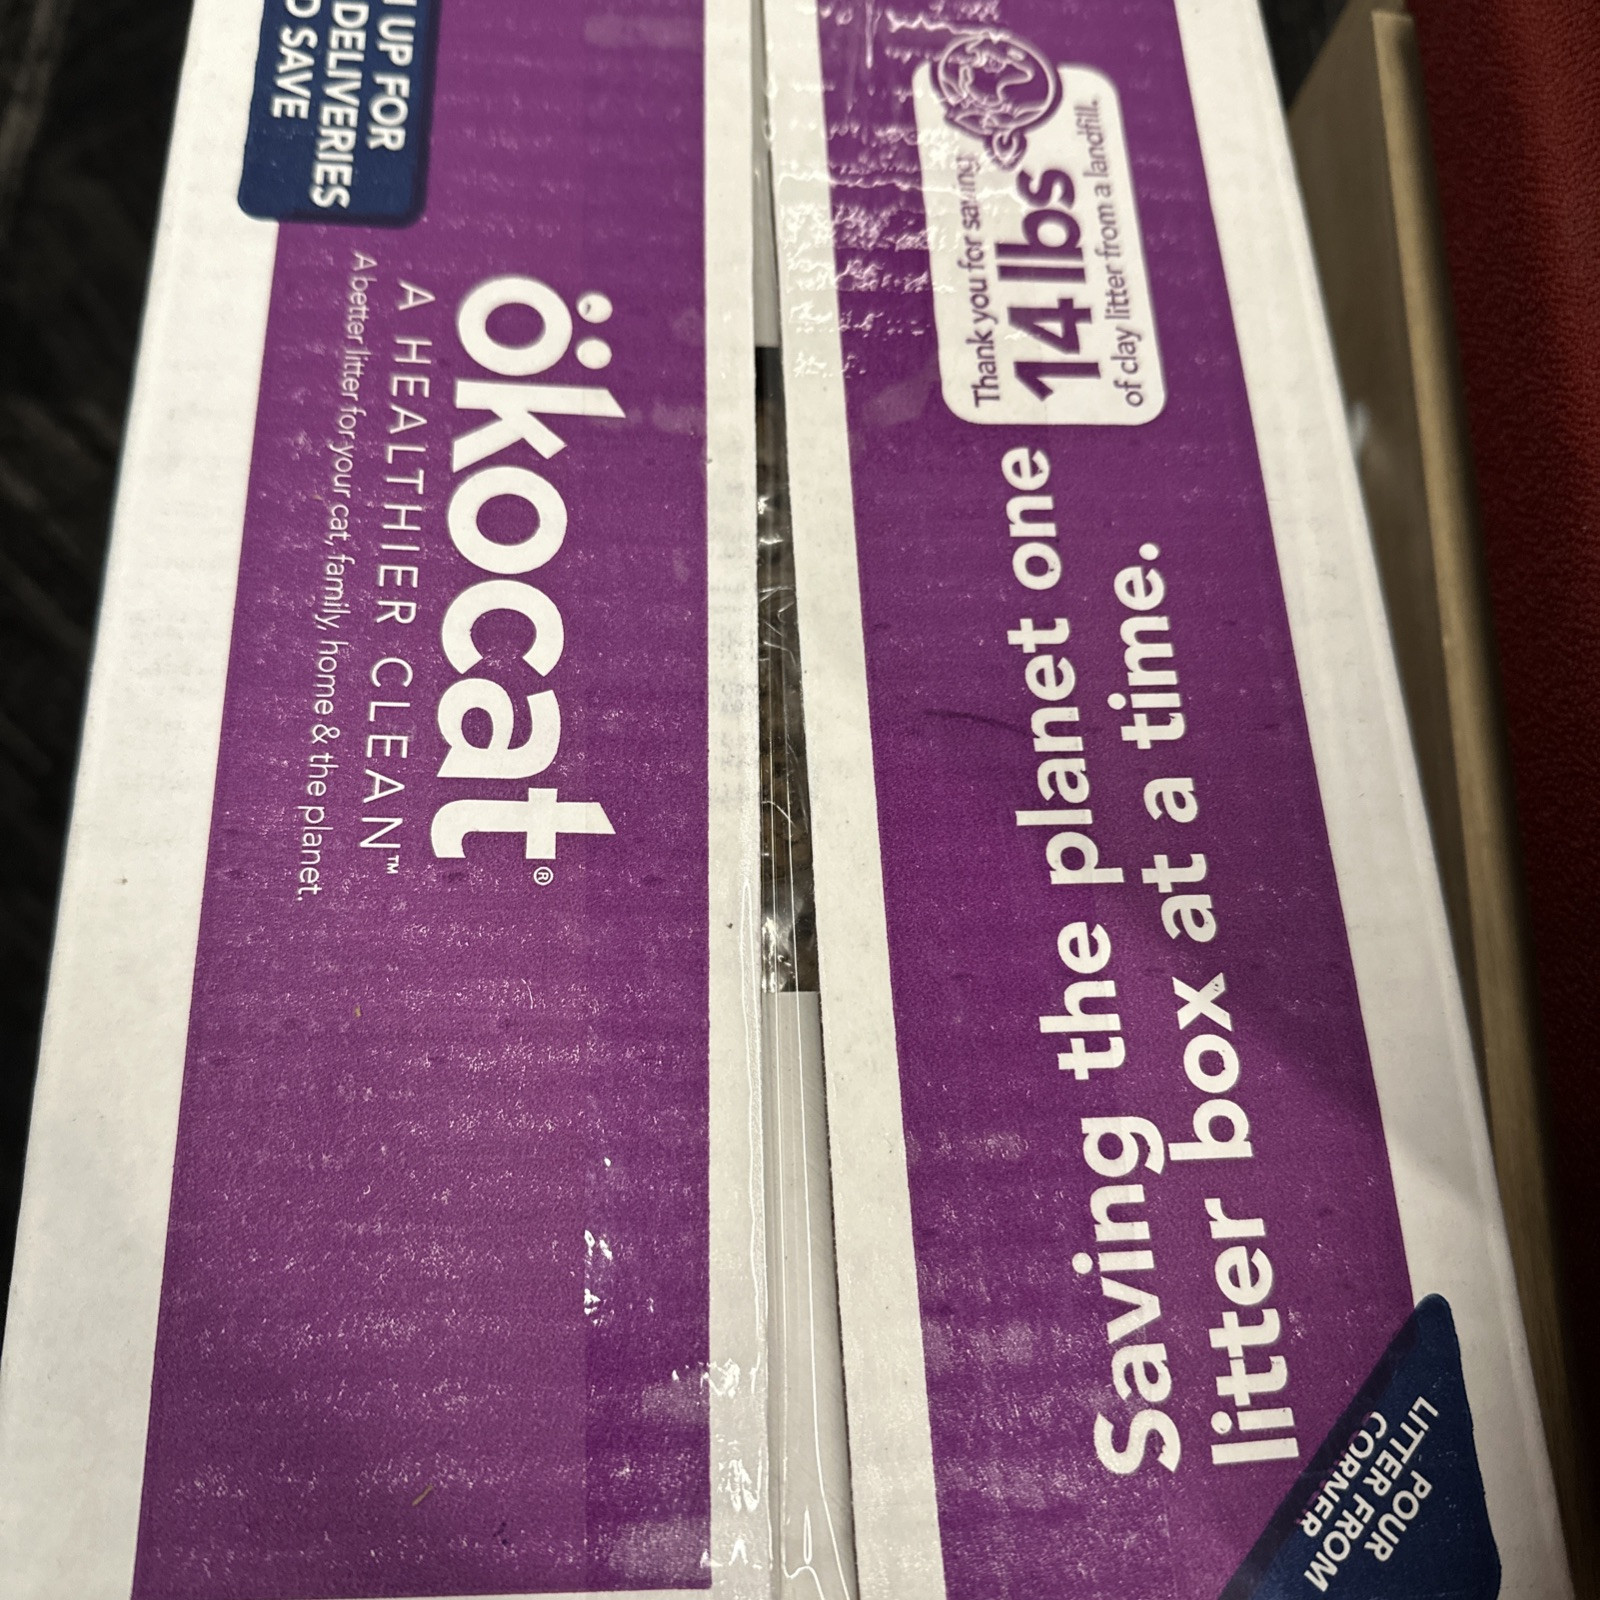 UP FOR
DELIVERIES
SAVE
ökocat®
A HEALTHIER CLEAN™
A better litter for your cat, family, home & the planet.
Thank you for saving
14 lbs
of clay litter from a landfill.
Saving the planet one
litter box at a time.
POUR
LITTER FROM
CORNER